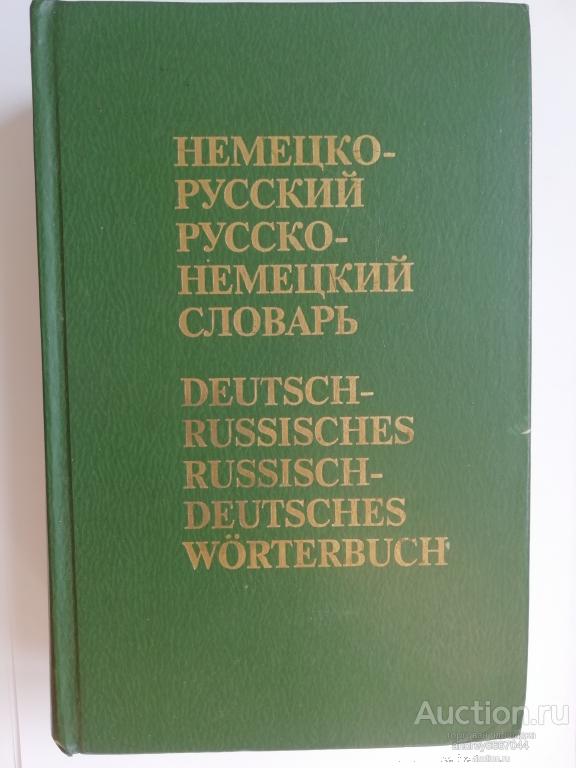 НЕМЕЦКО-
РУССКИЙ
РУССКО-
НЕМЕЦКИЙ
СЛОВАРЬ
DEUTSCH-
RUSSISCHES
RUSSISCH-
DEUTSCHES
WÖRTERBUCH
Auction.ru